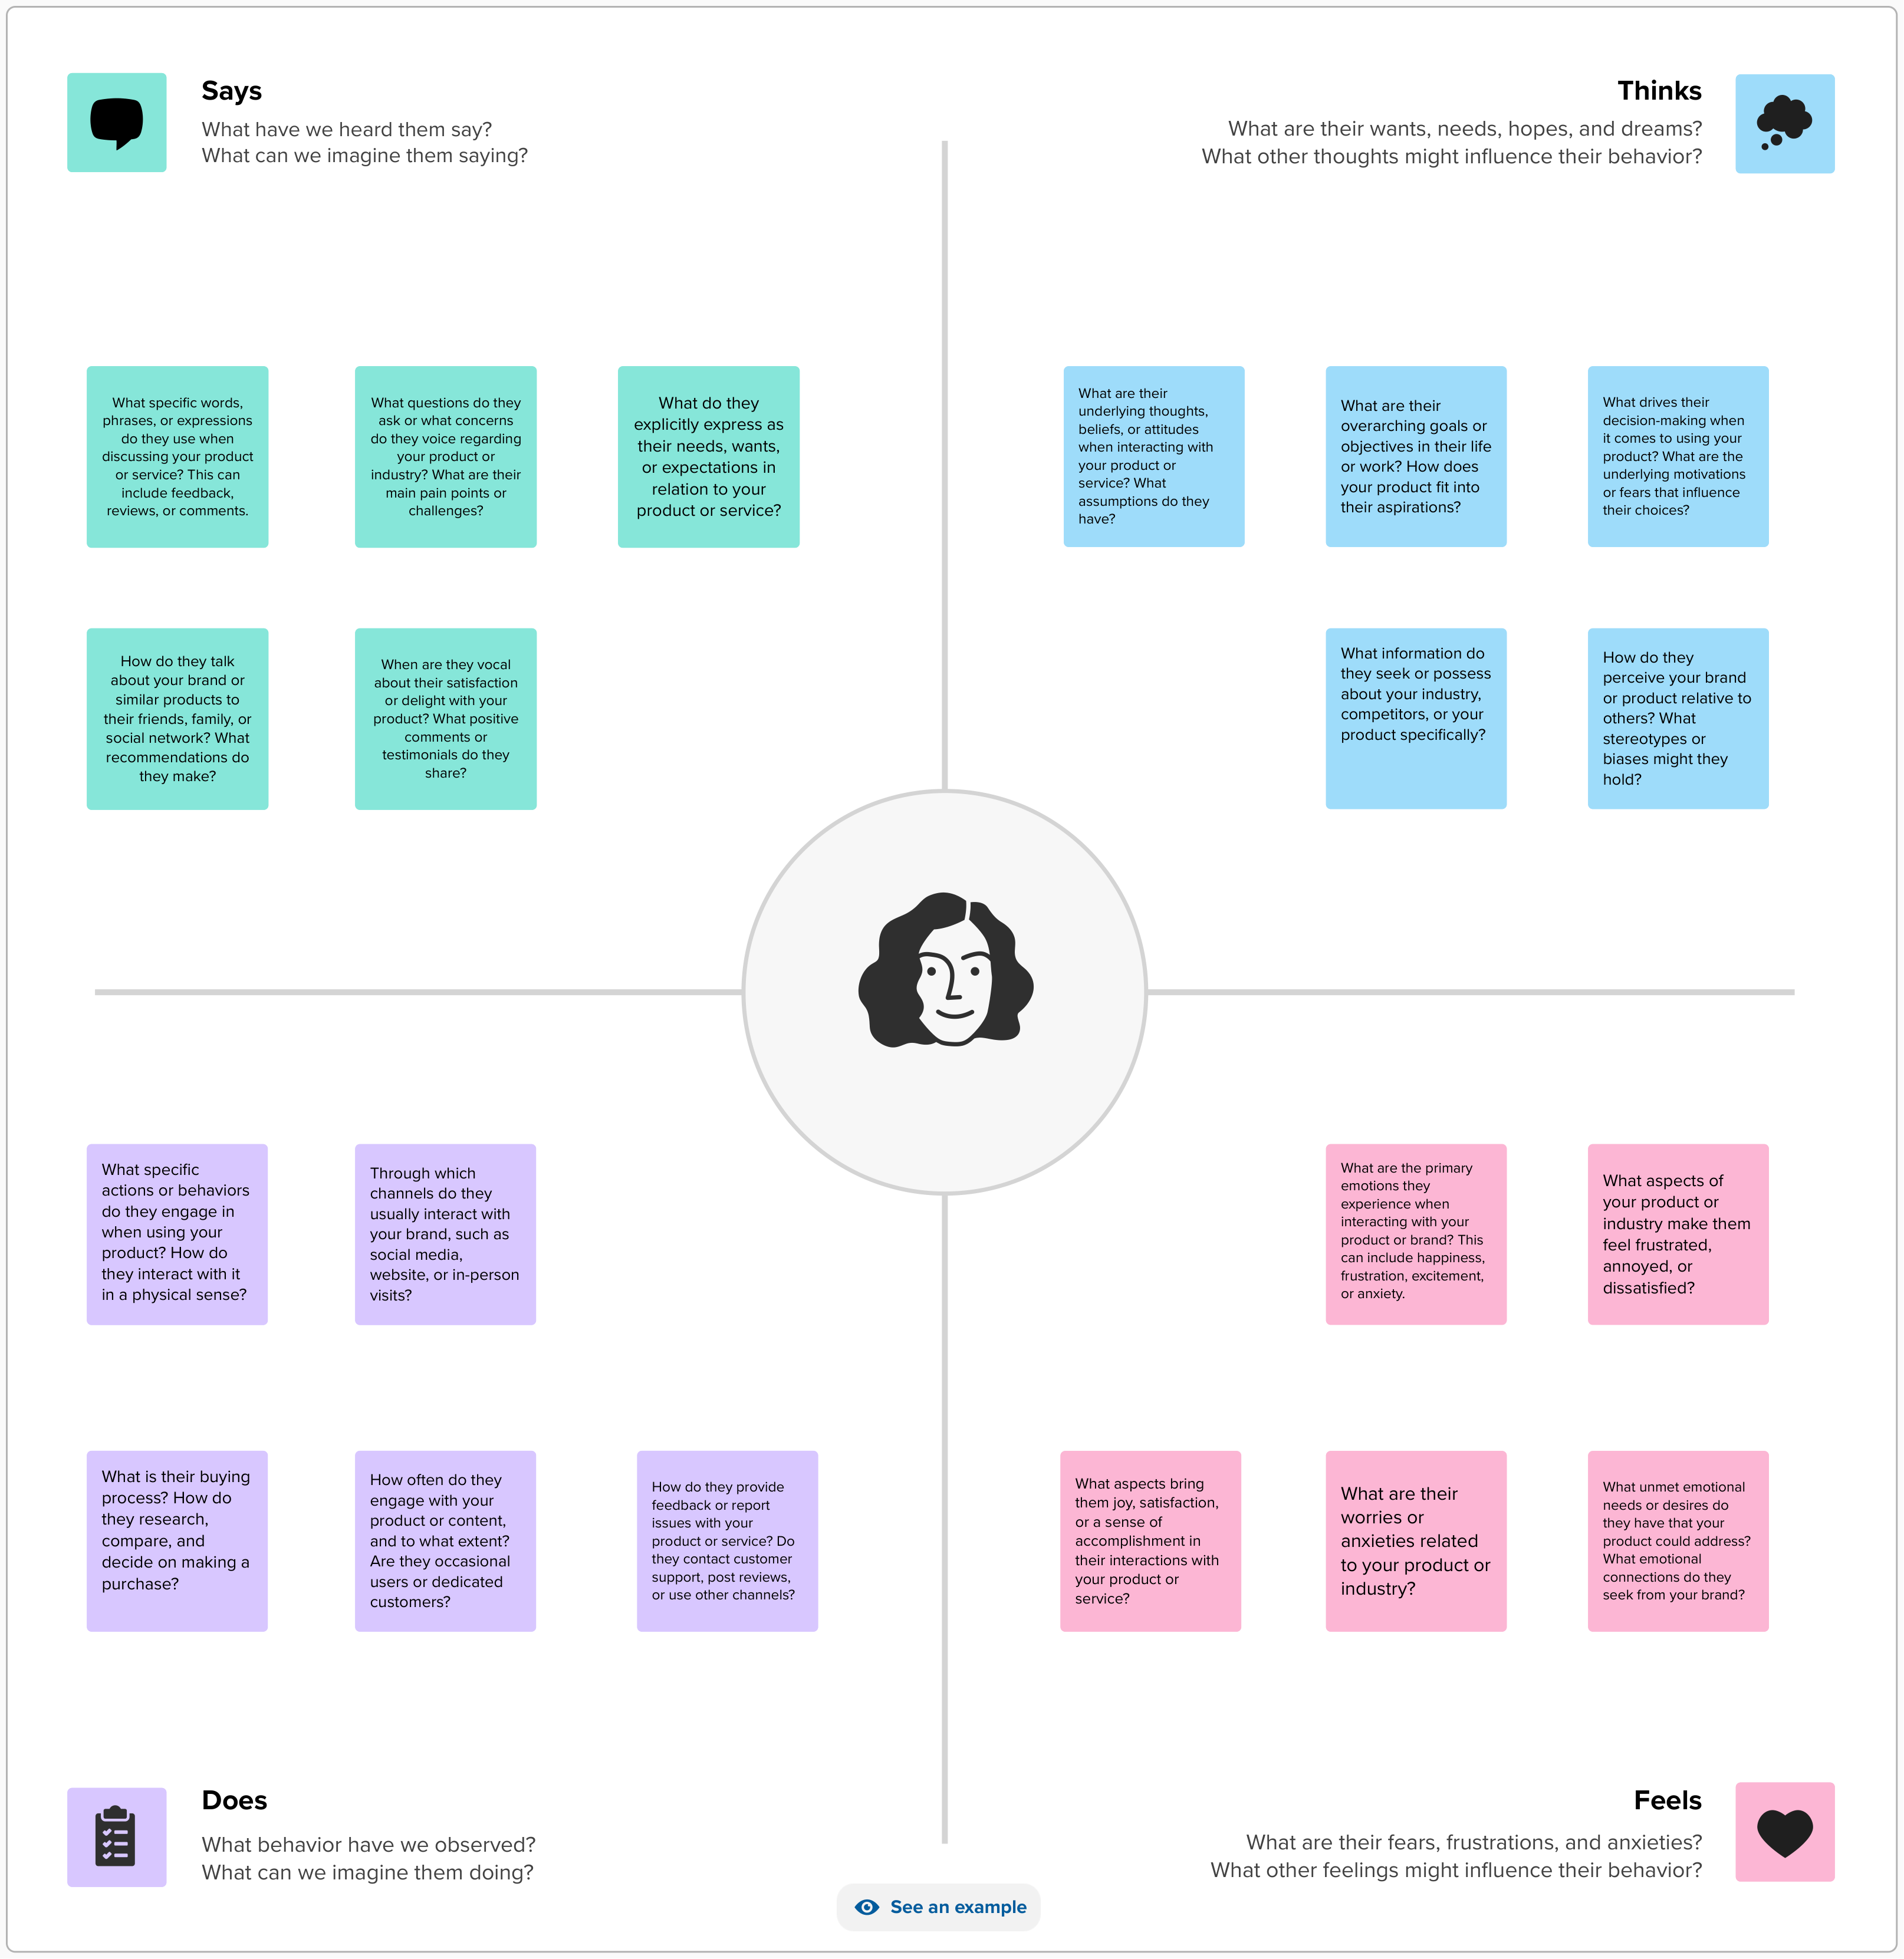 Says
What have we heard them say?
What can we imagine them saying?
Thinks
What are their wants, needs, hopes, and dreams?
What other thoughts might influence their behavior?
What specific words,
phrases, or expressions
do they use when
discussing your product
or service? This can
include feedback,
reviews, or comments.
What questions do they
ask or what concerns
do they voice regarding
your product or
industry? What are their
main pain points or
challenges?
What do they
explicitly express as
their needs, wants,
or expectations in
relation to your
product or service?
How do they talk
about your brand or
similar products to
their friends, family, or
social network? What
recommendations do
they make?
When are they vocal
about their satisfaction
or delight with your
product? What positive
comments or
testimonials do they
share?
What are their
underlying thoughts,
beliefs, or attitudes
when interacting with
your product or
service? What
assumptions do they
have?
What are their
overarching goals or
objectives in their life
or work? How does
your product fit into
their aspirations?
What drives their
decision-making when
it comes to using your
product? What are the
underlying motivations
or fears that influence
their choices?
What information do
they seek or possess
about your industry,
competitors, or your
product specifically?
How do they
perceive your brand
or product relative to
others? What
stereotypes or
biases might they
hold?
What specific
actions or behaviors
do they engage in
when using your
product? How do
they interact with it
in a physical sense?
Through which
channels do they
usually interact with
your brand, such as
social media,
website, or in-person
visits?
What is their buying
process? How do
they research,
compare, and
decide on making a
purchase?
How often do they
engage with your
product or content,
and to what extent?
Are they occasional
users or dedicated
customers?
How do they provide
feedback or report
issues with your
product or service? Do
they contact customer
support, post reviews,
or use other channels?
What are the primary
emotions they
experience when
interacting with your
product or brand? This
can include happiness,
frustration, excitement,
or anxiety.
What aspects of
your product or
industry make them
feel frustrated,
annoyed, or
dissatisfied?
What aspects bring
them joy, satisfaction,
or a sense of
accomplishment in
their interactions with
your product or
service?
What are their
worries or
anxieties related
to your product or
industry?
What unmet emotional
needs or desires do
they have that your
product could address?
What emotional
connections do they
seek from your brand?
Does
What behavior have we observed?
What can we imagine them doing?
Feels
What are their fears, frustrations, and anxieties?
What other feelings might influence their behavior?
See an example